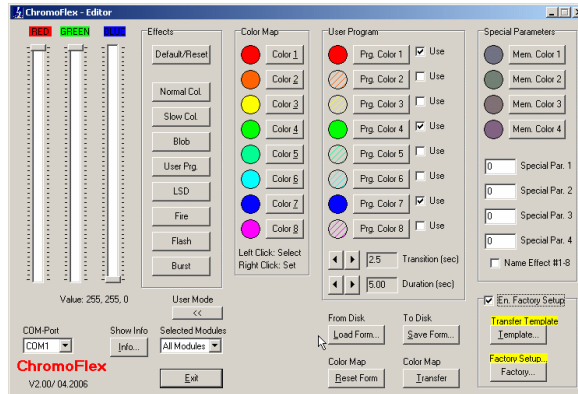 ChromoFlex - Editor
RED GREEN BLUE
Effects
Default/Reset
Normal Col.
Slow Col.
Blob
User Prg.
LSD
Fire
Flash
Burst
Color Map
Color 1
Color 2
Color 3
Color 4
Color 5
Color 6
Color 7
Color 8
Left Click: Select
Right Click: Set
User Program
Prg. Color 1 Use
Prg. Color 2 Use
Prg. Color 3 Use
Prg. Color 4 Use
Prg. Color 5 Use
Prg. Color 6 Use
Prg. Color 7 Use
Prg. Color 8 Use
2.5 Transition (sec)
5.00 Duration (sec)
Special Parameters
Mem. Color 1
Mem. Color 2
Mem. Color 3
Mem. Color 4
0 Special Par. 1
0 Special Par. 2
0 Special Par. 3
0 Special Par. 4
Name Effect #1-8
Value: 255, 255, 0
User Mode
<<
COM-Port
COM1
Show Info
Info...
Selected Modules
All Modules
ChromoFlex
V2.00/ 04.2006
Exit
From Disk
Load Form...
To Disk
Save Form...
Color Map
Reset Form
Color Map
Transfer
En. Factory Setup
Transfer Template
Template...
Factory Setup...
Factory...